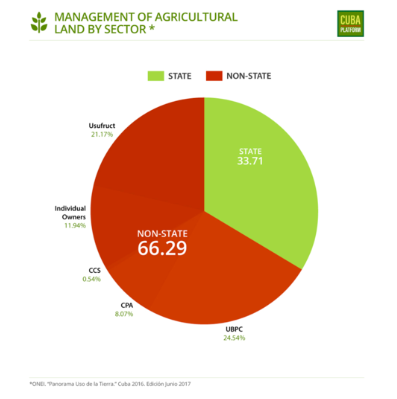 MANAGEMENT OF AGRICULTURAL
LAND BY SECTOR *
CUBA
PLATFORM
STATE
NON-STATE
Usufruct
21.17%
STATE
33.71
Individual
Owners
11.94%
NON-STATE
66.29
CCS
0.54%
CPA
8.07%
UBPC
24.54%
*ONEI. "Panorama Uso de la Tierra." Cuba 2016. Edición junio 2017